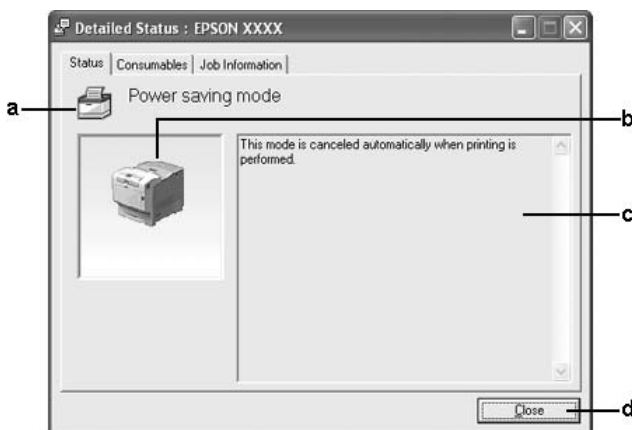 Detailed Status : EPSON XXXX
Status Consumables Job Information
a
Power saving mode
b
This mode is canceled automatically when printing is
performed.
c
Close
d